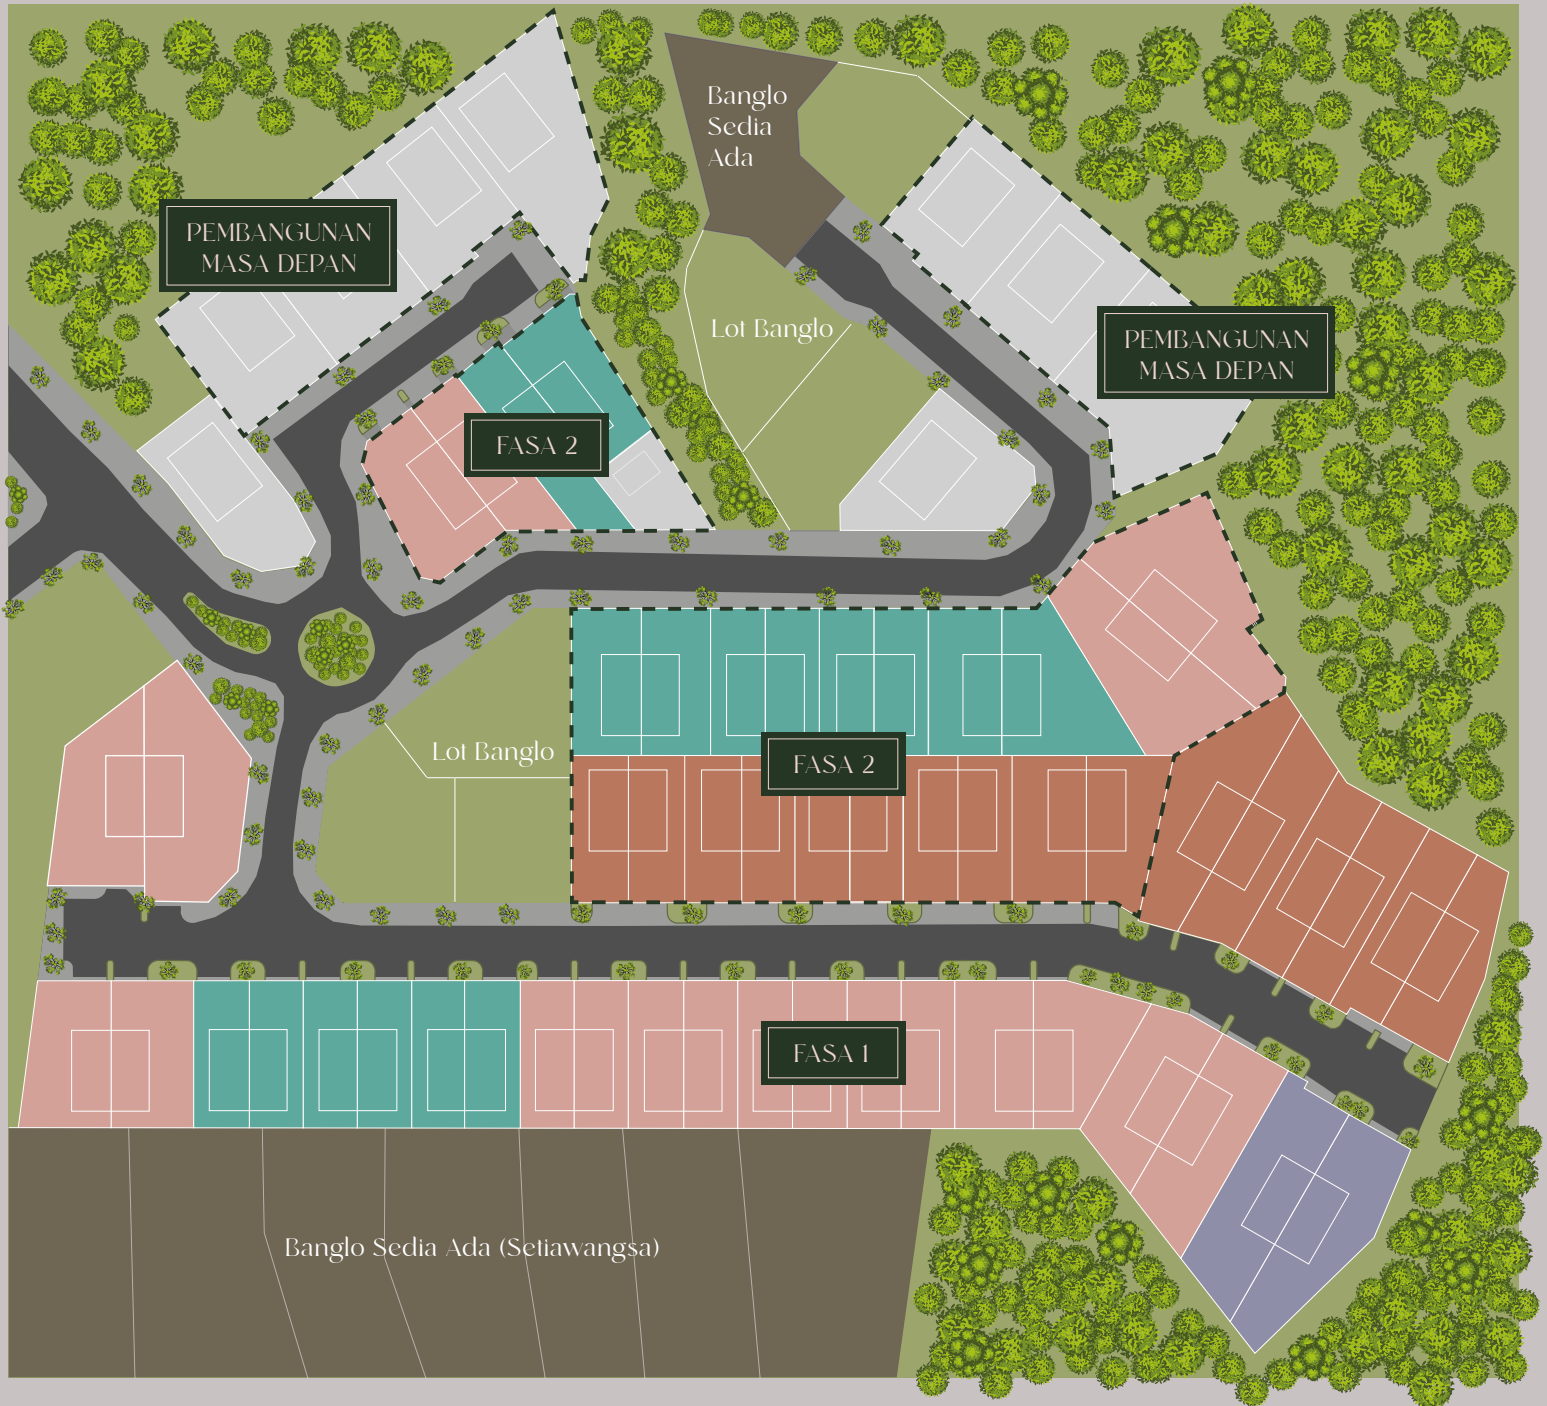 Banglo
Sedia
Ada
PEMBANGUNAN
MASA DEPAN
Lot Banglo
PEMBANGUNAN
MASA DEPAN
FASA 2
Lot Banglo
FASA 2
FASA 1
Banglo Sedia Ada (Setiawangsa)